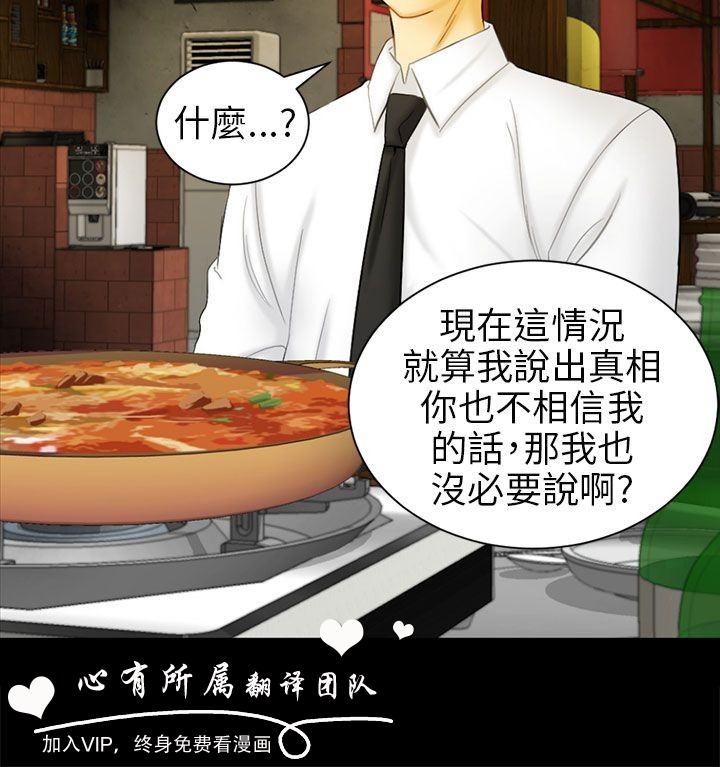 什麼...?
現在這情況
就算我說出真相
你也不相信我
的話，那我也
沒必要說啊?
心有所属翻译团队
加入VIP，终身免费看漫画